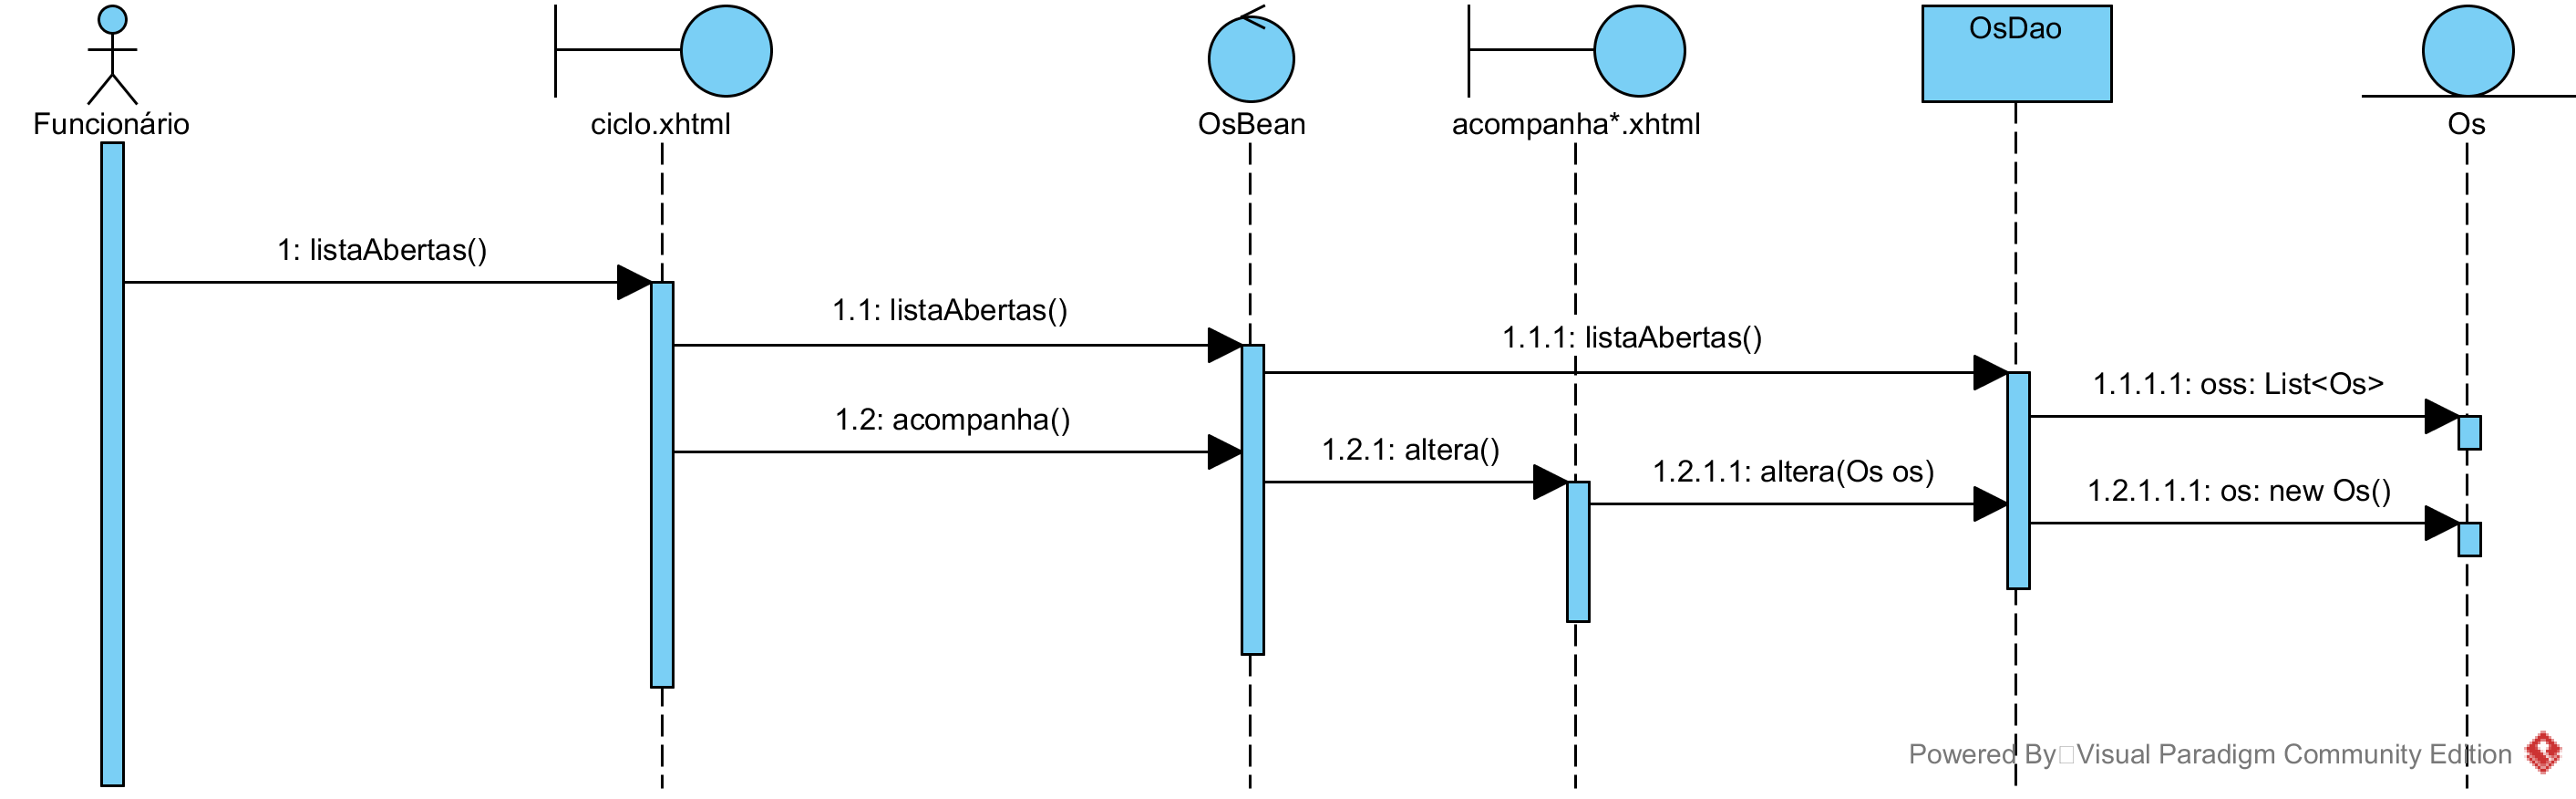 OsDao
Funcionário
ciclo.xhtml
OsBean
acompanha*.xhtml
Os
1: listaAbertas()
1.1: listaAbertas()
1.1.1: listaAbertas()
1.1.1.1: oss: List<Os>
1.2: acompanha()
1.2.1: altera()
1.2.1.1: altera(Os os)
1.2.1.1.1: os: new Os()
Powered By Visual Paradigm Community Edition